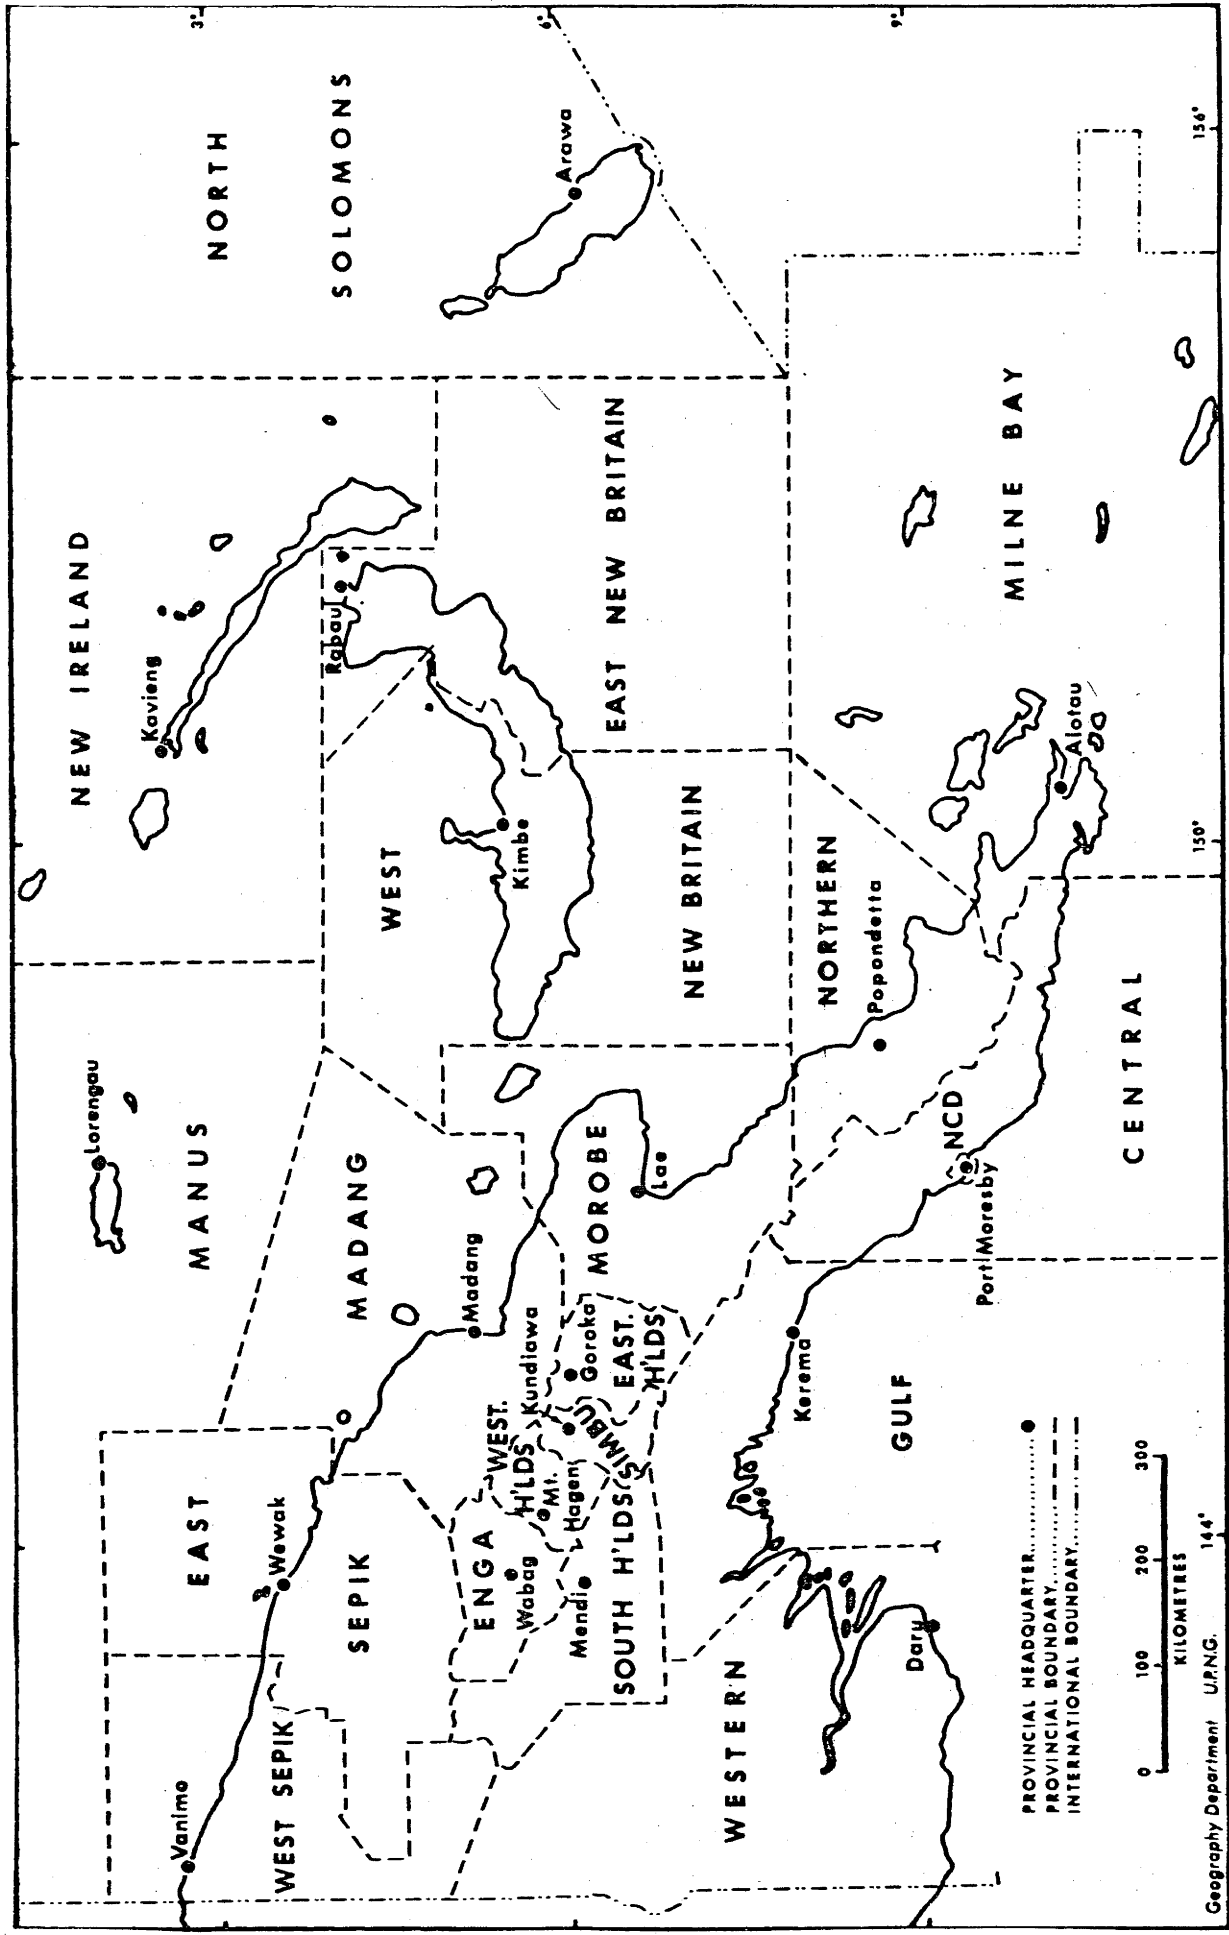 3°
6°
9°
NORTH
SOLOMONS
Arawa
156°
NEW IRELAND
Kavieng
Rabaul
EAST NEW BRITAIN
MILNE BAY
Alotau
150°
WEST
NEW BRITAIN
Kimbe
NORTHERN
Popondetta
CENTRAL
Lorengau
MANUS
MADANG
Madang
MOROBE
Lae
NCD
Port Moresby
Kundiawa
Goroka
EAST.
H'LDS
WEST.
H'LDS
Mt.
Hagen
SIMBU
Kerema
GULF
EAST
SEPIK
Wewak
ENGA
Wabag
Mendi
SOUTH H'LDS
Vanimo
WEST SEPIK
WESTERN
Daru
144°
PROVINCIAL HEADQUARTER
PROVINCIAL BOUNDARY
INTERNATIONAL BOUNDARY
0 100 200 300
KILOMETRES
Geography Department U.P.N.G.